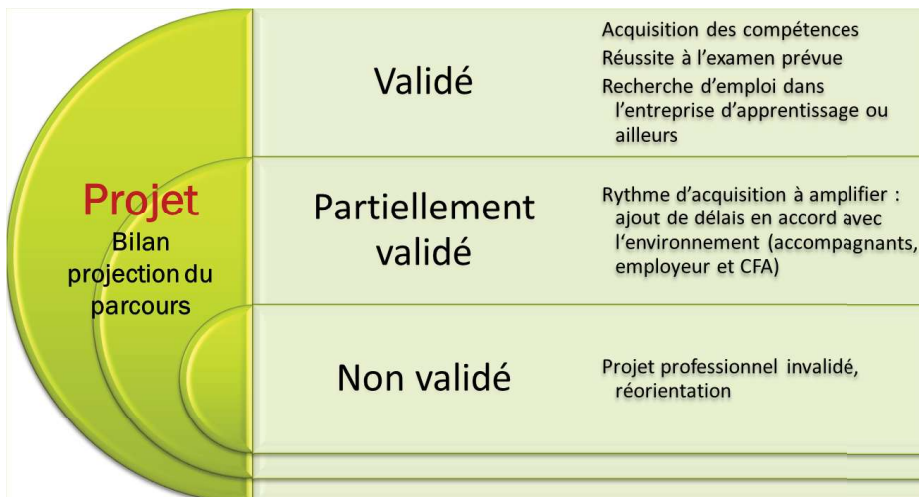 Projet
Bilan
projection du
parcours
Validé
Acquisition des compétences
Réussite à l'examen prévue
Recherche d'emploi dans
l'entreprise d'apprentissage ou
ailleurs
Partiellement
validé
Rythme d'acquisition à amplifier :
ajout de délais en accord avec
l'environnement (accompagnants,
employeur et CFA)
Non validé
Projet professionnel invalidé,
réorientation